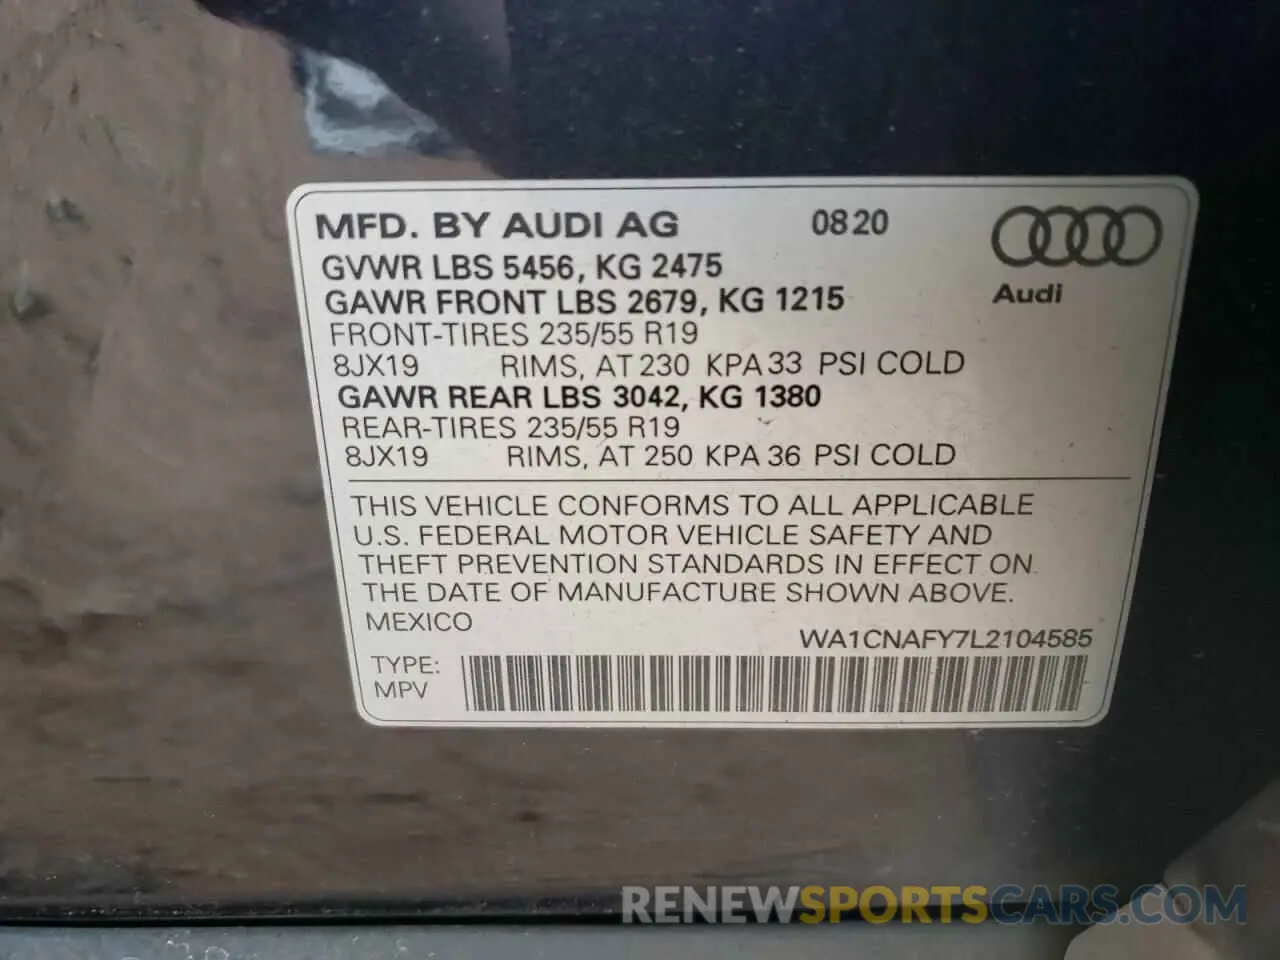 MFD. BY AUDI AG 0820
GVWR LBS 5456, KG 2475
GAWR FRONT LBS 2679, KG 1215
Audi
FRONT-TIRES 235/55 R19
8JX19 RIMS, AT 230 KPA 33 PSI COLD
GAWR REAR LBS 3042, KG 1380
REAR-TIRES 235/55 R19
8JX19 RIMS, AT 250 KPA 36 PSI COLD
THIS VEHICLE CONFORMS TO ALL APPLICABLE
U.S. FEDERAL MOTOR VEHICLE SAFETY AND
THEFT PREVENTION STANDARDS IN EFFECT ON
THE DATE OF MANUFACTURE SHOWN ABOVE.
MEXICO
WA1CNAFY7L2104585
TYPE:
MPV
RENEWSPORTSCARS.COM